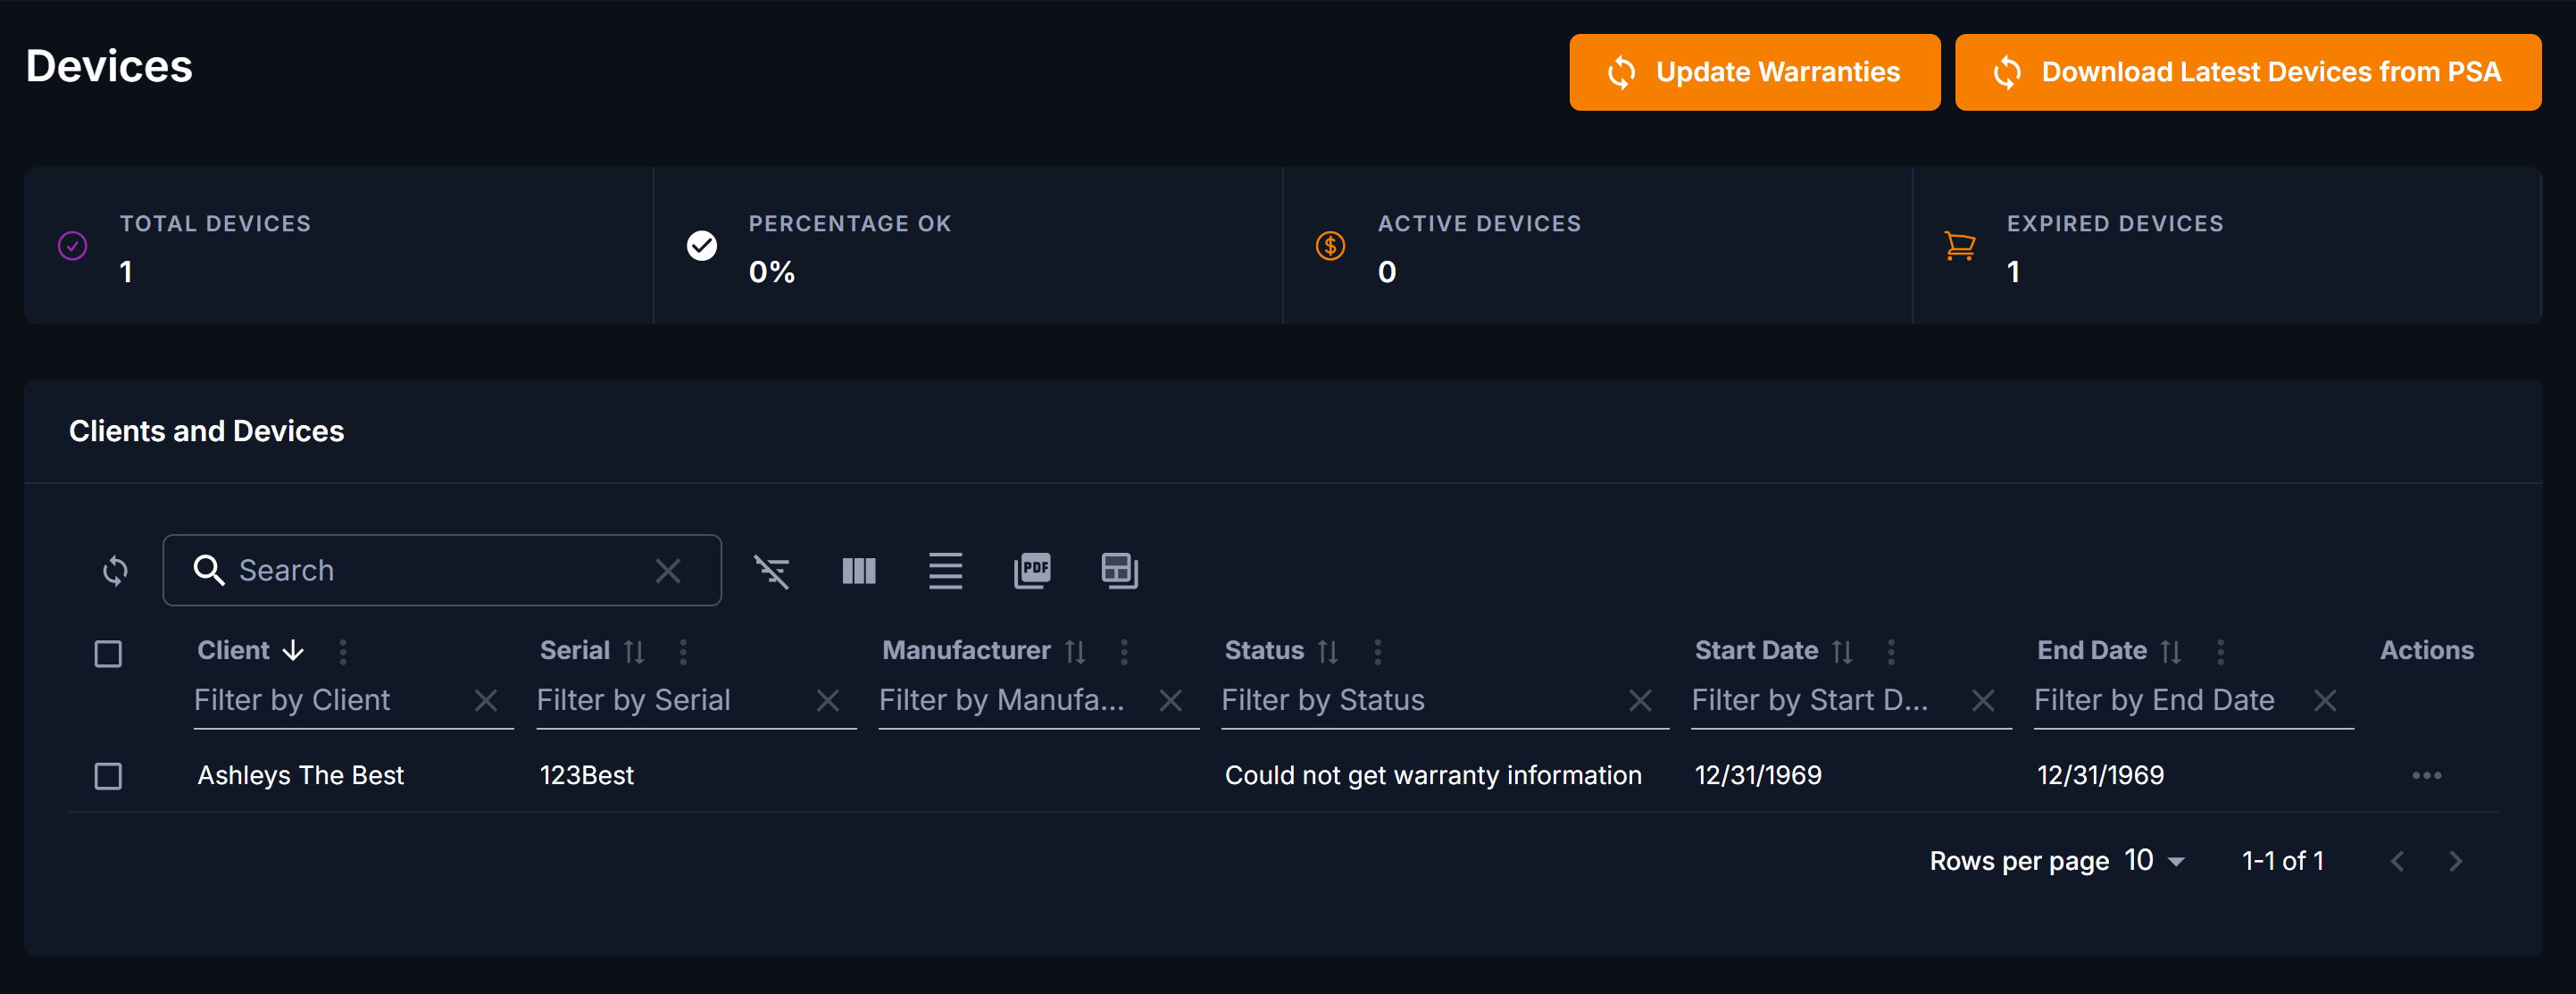 Devices
Update Warranties
Download Latest Devices from PSA
TOTAL DEVICES
1
PERCENTAGE OK
0%
ACTIVE DEVICES
0
EXPIRED DEVICES
1
Clients and Devices
Search
PDF
Client Serial Manufacturer Status Start Date End Date Actions
Filter by Client Filter by Serial Filter by Manufa... Filter by Status Filter by Start D... Filter by End Date
Ashleys The Best 123Best Could not get warranty information 12/31/1969 12/31/1969
Rows per page 10 1-1 of 1